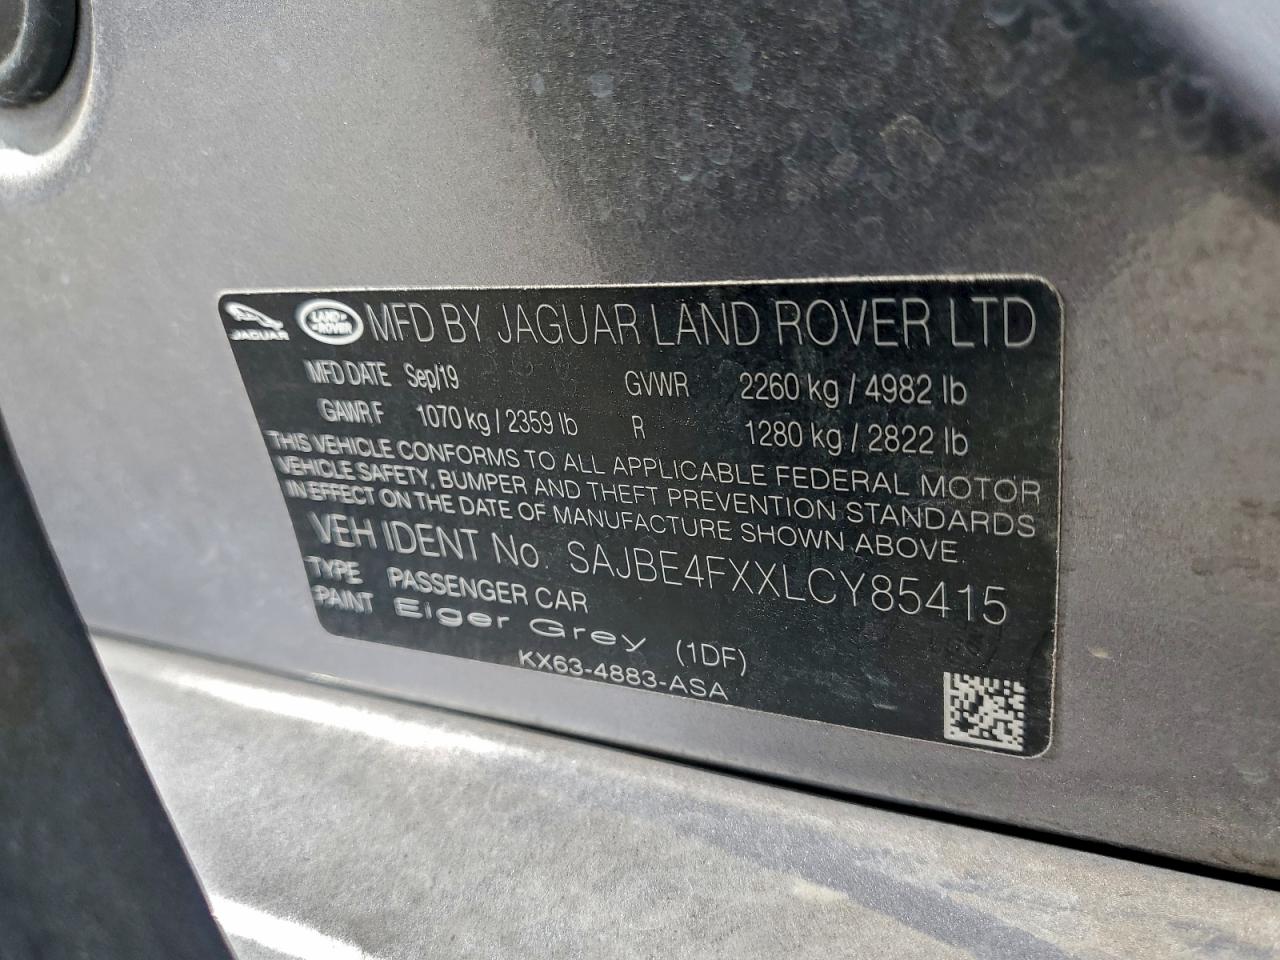 JAGUAR LAND ROVER MFD BY JAGUAR LAND ROVER LTD
MFD DATE Sep/19 GVWR 2260 kg / 4982 lb
GAWR F 1070 kg / 2359 lb R 1280 kg / 2822 lb
THIS VEHICLE CONFORMS TO ALL APPLICABLE FEDERAL MOTOR
VEHICLE SAFETY, BUMPER AND THEFT PREVENTION STANDARDS
IN EFFECT ON THE DATE OF MANUFACTURE SHOWN ABOVE.
VEH IDENT No. SAJBE4FXXLCY85415
TYPE PASSENGER CAR
PAINT Eiger Grey (1DF)
KX63-4883-ASA